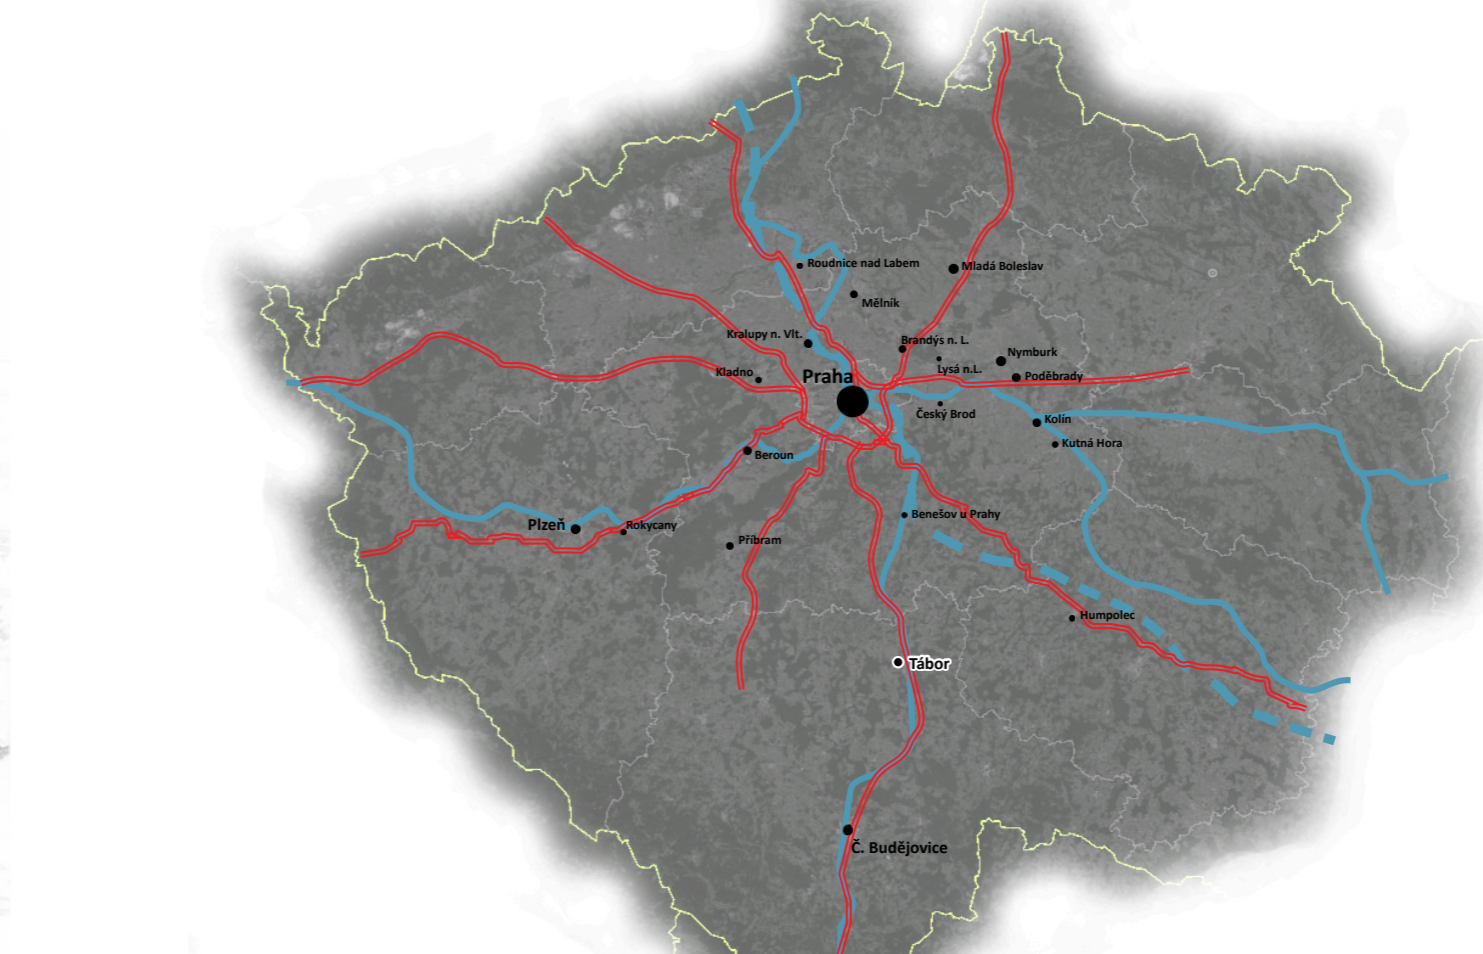 Roudnice nad Labem
Mladá Boleslav
Mělník
Kralupy n. Vlt.
Brandýs n. L.
Nymburk
Lysá n.L.
Kladno
Praha
Poděbrady
Český Brod
Kolín
Kutná Hora
Beroun
Benešov u Prahy
Plzeň
Rokycany
Příbram
Humpolec
Tábor
Č. Budějovice